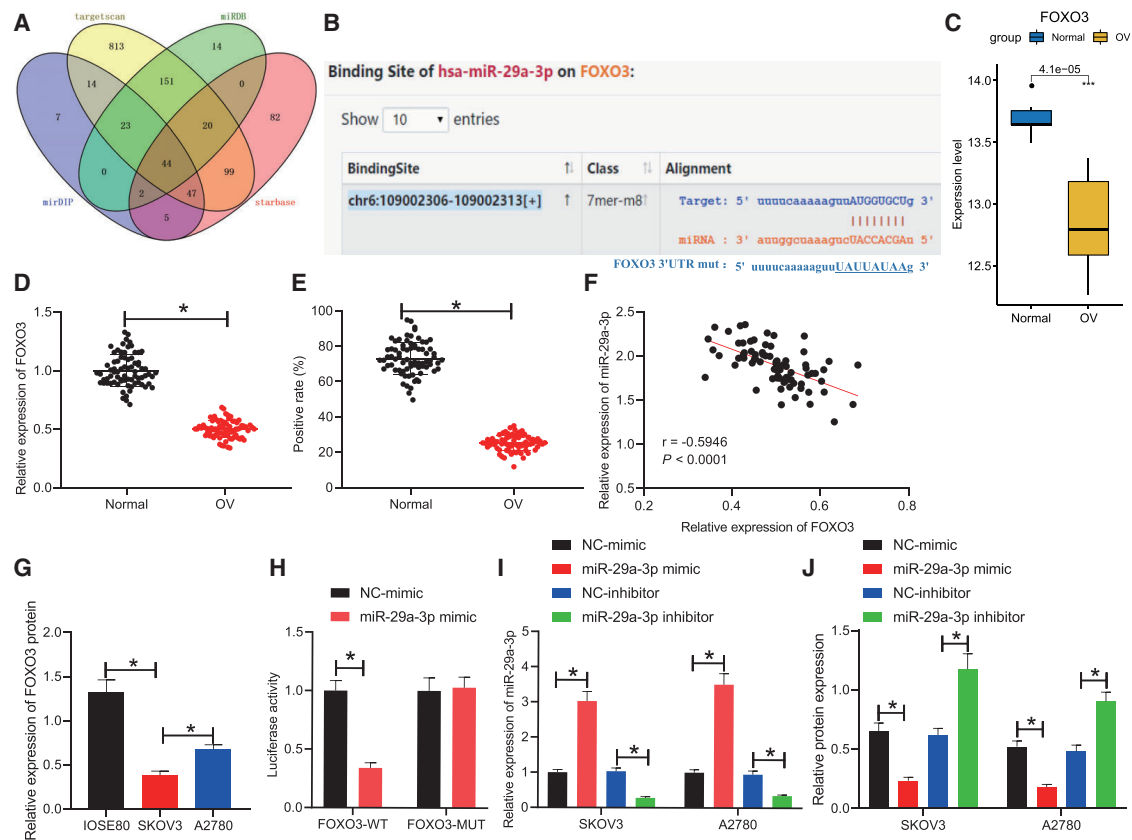 A
targetscan
miRDB
813
14
14
151
0
7
23
20
82
0
44
99
2
47
5
mirDIP
starbase
B
Binding Site of hsa-miR-29a-3p on FOXO3:
Show 10 entries
BindingSite Class Alignment
chr6:109002306-109002313[+] 7mer-m8
Target: 5' uuuucaaaaaguuAUGGUGCUg 3'
miRNA : 3' auuggcuaaagucUACCACGAu 5'
FOXO3 3'UTR mut : 5' uuuucaaaaaguuUAUUAUAAg 3'
C
FOXO3
group Normal OV
4.1e−05
***
Expression level
14.0
13.5
13.0
12.5
Normal OV
D
Relative expression of FOXO3
1.5
1.0
0.5
0.0
*
Normal OV
E
Positive rate (%)
100
80
60
40
20
0
*
Normal OV
F
Relative expression of miR-29a-3p
2.5
2.0
1.5
1.0
0.5
r = -0.5946
P < 0.0001
0.2 0.4 0.6 0.8
Relative expression of FOXO3
G
Relative expression of FOXO3 protein
2.0
1.5
1.0
0.5
0.0
*
*
IOSE80 SKOV3 A2780
H
NC-mimic
miR-29a-3p mimic
Luciferase activity
1.5
1.0
0.5
0.0
*
FOXO3-WT FOXO3-MUT
I
NC-mimic
miR-29a-3p mimic
NC-inhibitor
miR-29a-3p inhibitor
Relative expression of miR-29a-3p
5
4
3
2
1
0
*
*
*
*
SKOV3 A2780
J
NC-mimic
miR-29a-3p mimic
NC-inhibitor
miR-29a-3p inhibitor
Relative protein expression
1.5
1.0
0.5
0.0
*
*
*
*
SKOV3 A2780